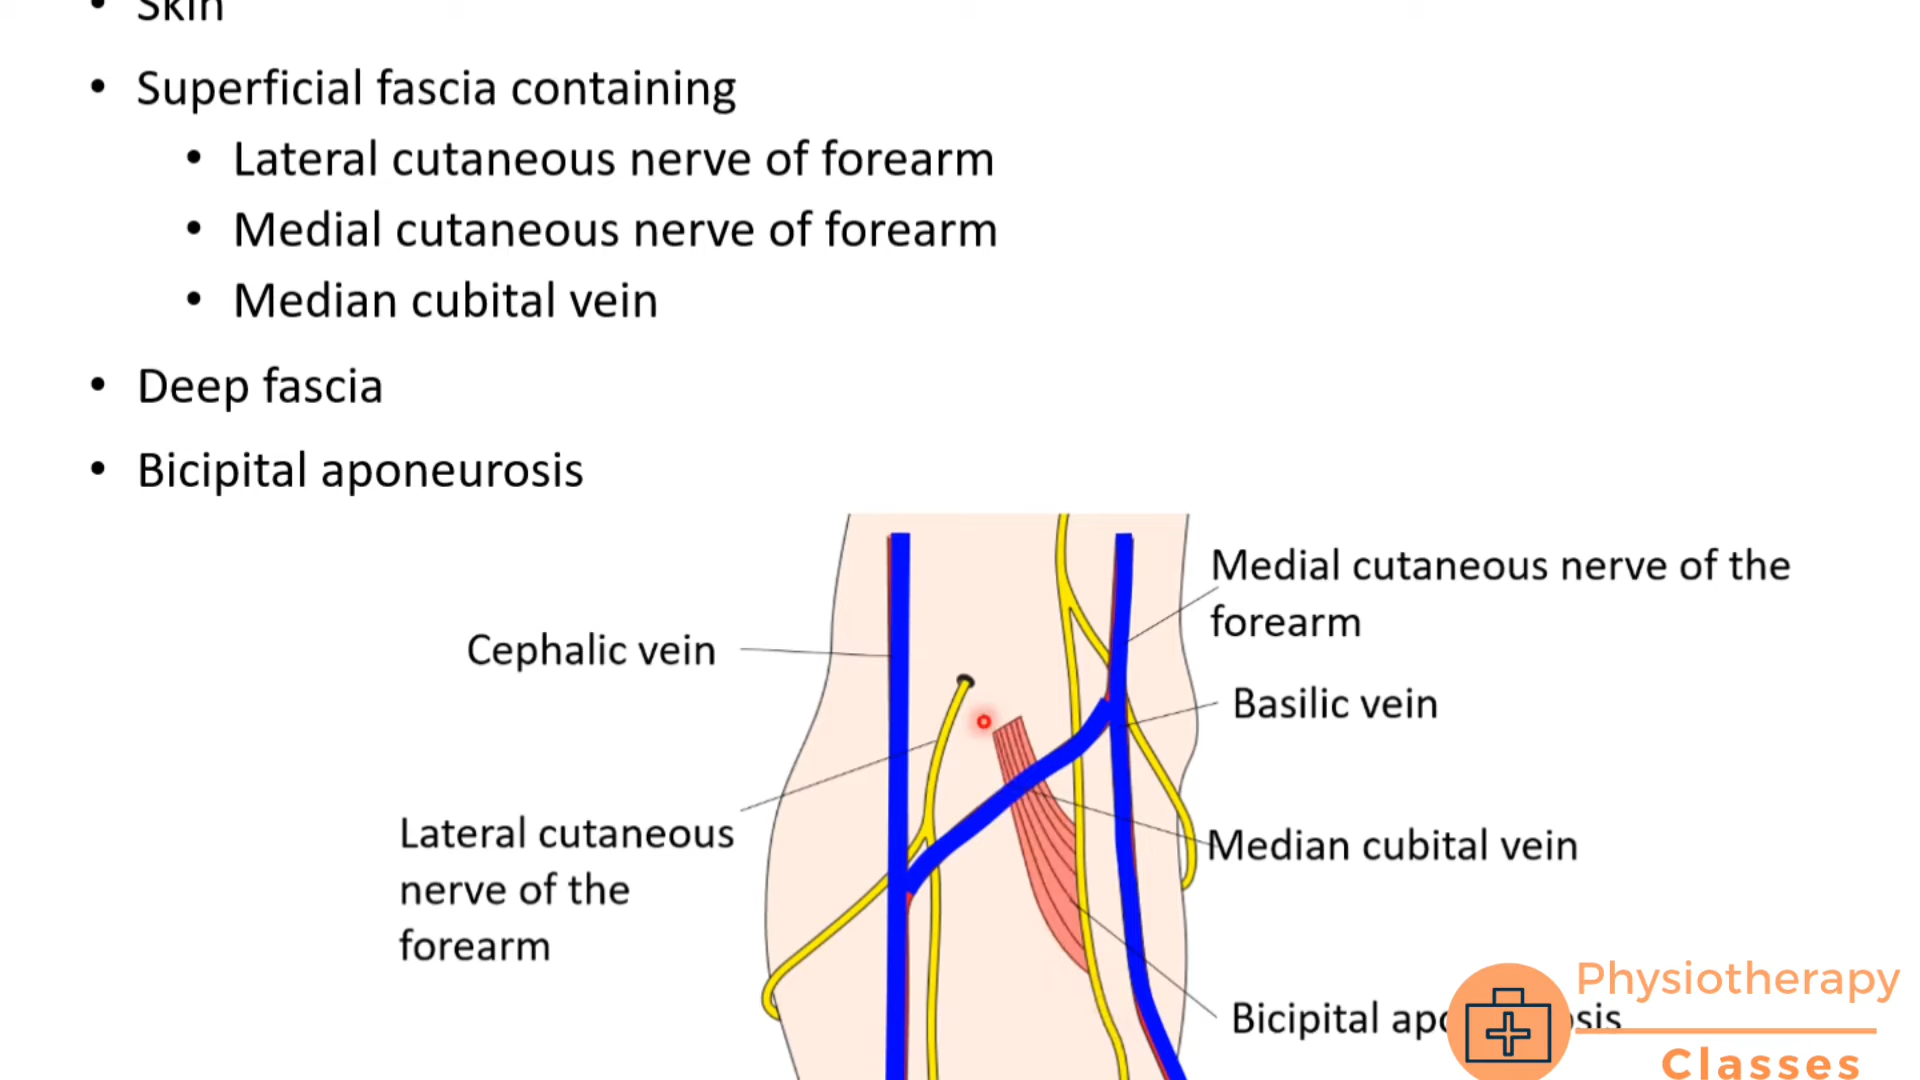 • Skin
• Superficial fascia containing
• Lateral cutaneous nerve of forearm
• Medial cutaneous nerve of forearm
• Median cubital vein
• Deep fascia
• Bicipital aponeurosis
Medial cutaneous nerve of the
forearm
Cephalic vein
Basilic vein
Lateral cutaneous
nerve of the
forearm
Median cubital vein
Bicipital
Physiotherapy
Classes